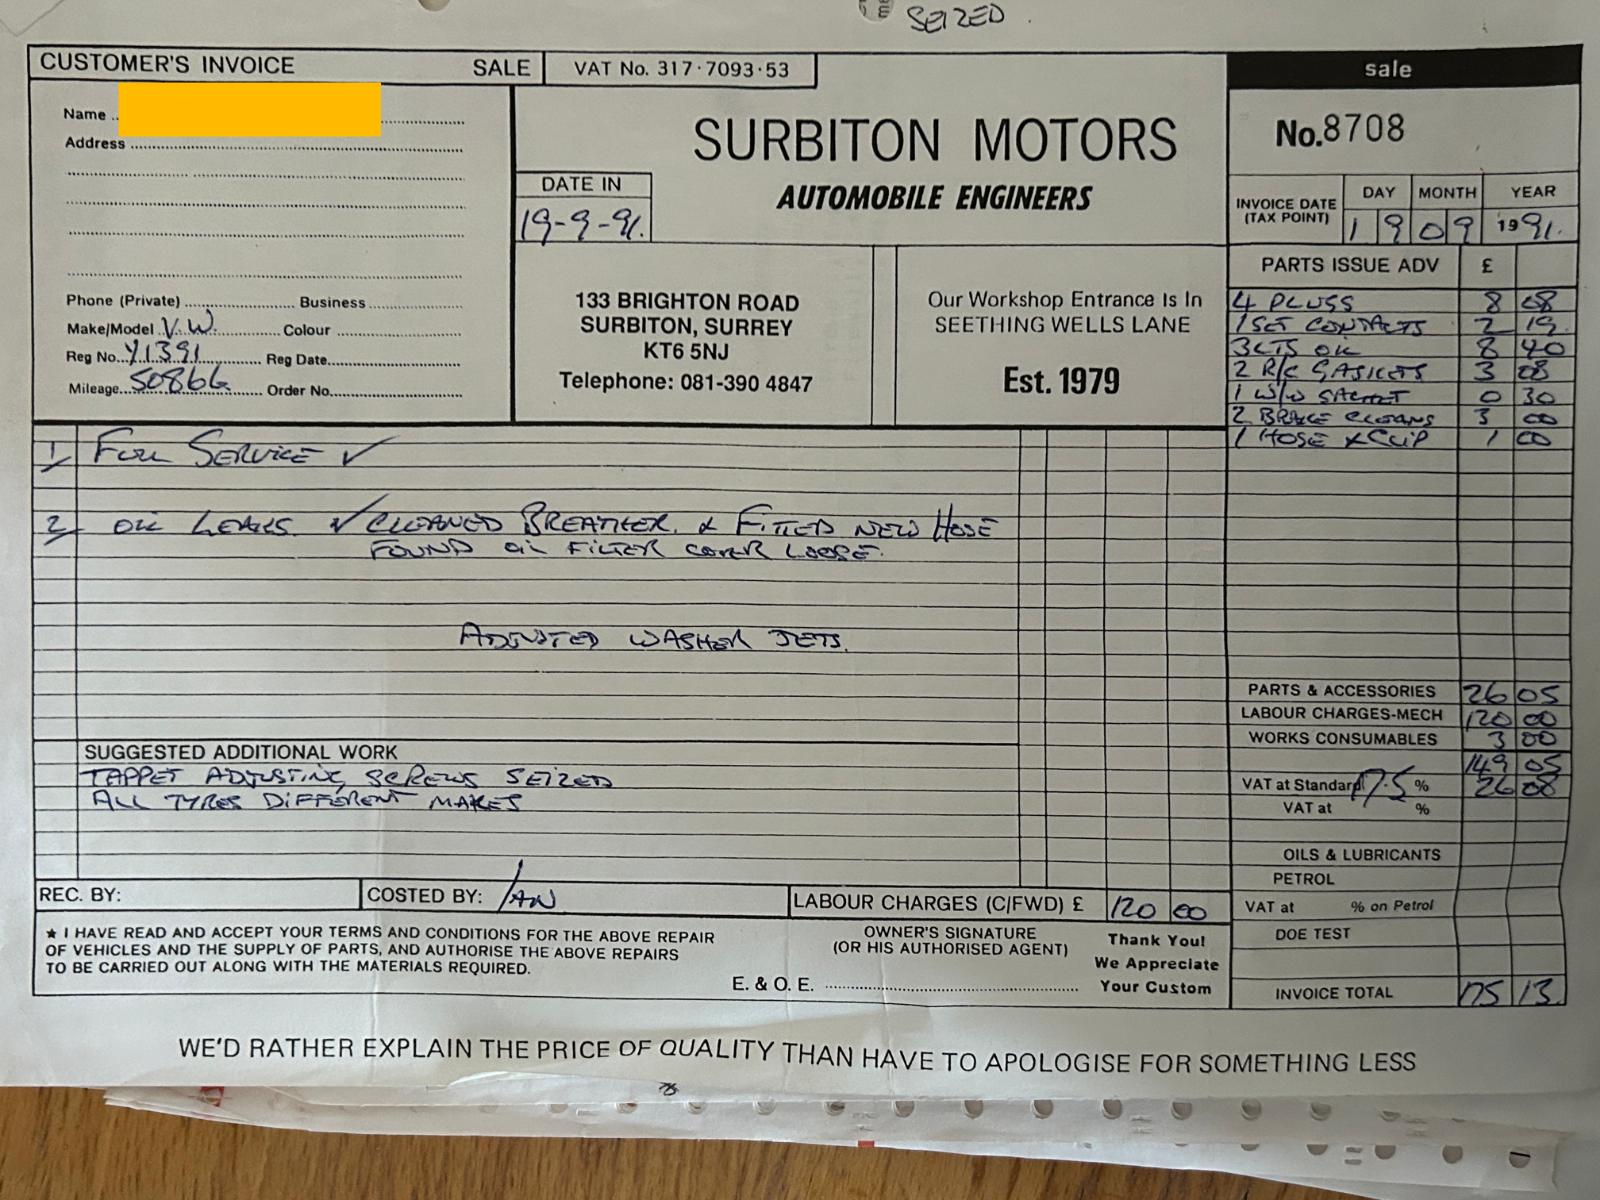 SEIZED.
CUSTOMER'S INVOICE SALE
VAT No. 317·7093·53
sale
Name
Address
SURBITON MOTORS
AUTOMOBILE ENGINEERS
No. 8708
DATE IN
19-9-91.
INVOICE DATE (TAX POINT)
DAY MONTH YEAR
19 09 1991.
133 BRIGHTON ROAD
SURBITON, SURREY
KT6 5NJ
Telephone: 081-390 4847
Our Workshop Entrance Is In
SEETHING WELLS LANE
Est. 1979
Phone (Private) Business
Make/Model V.W. Colour
Reg No. Y1391 Reg Date
Mileage 50866 Order No.
PARTS ISSUE ADV £
4 PLUGS 8 68
1 SET CONTACTS 2 19
3 LTS OIL 8 40
2 R/C GASKETS 3 08
1 W/W SACHET 0 30
2 BRAKE CLEANS 3 00
1 HOSE & CLIP 1 00
1/ FULL SERVICE ✓
2/ OIL LEAKS. ✓ CLEANED BREATHER. & FITTED NEW HOSE
FOUND OIL FILTER COVER LOOSE.
ADJUSTED WASHER JETS.
SUGGESTED ADDITIONAL WORK
TAPPET ADJUSTING SCREWS SEIZED
ALL TYRES DIFFERENT MAKES
PARTS & ACCESSORIES 26 05
LABOUR CHARGES-MECH 120 00
WORKS CONSUMABLES 3 00
149 05
VAT at Standard 17.5 % 26 08
VAT at %
OILS & LUBRICANTS
PETROL
VAT at % on Petrol
DOE TEST
INVOICE TOTAL 175 13
REC. BY:
COSTED BY: IAN
LABOUR CHARGES (C/FWD) £ 120 00
★ I HAVE READ AND ACCEPT YOUR TERMS AND CONDITIONS FOR THE ABOVE REPAIR
OF VEHICLES AND THE SUPPLY OF PARTS, AND AUTHORISE THE ABOVE REPAIRS
TO BE CARRIED OUT ALONG WITH THE MATERIALS REQUIRED.
OWNER'S SIGNATURE
(OR HIS AUTHORISED AGENT)
E. & O. E.
Thank You!
We Appreciate
Your Custom
WE'D RATHER EXPLAIN THE PRICE OF QUALITY THAN HAVE TO APOLOGISE FOR SOMETHING LESS